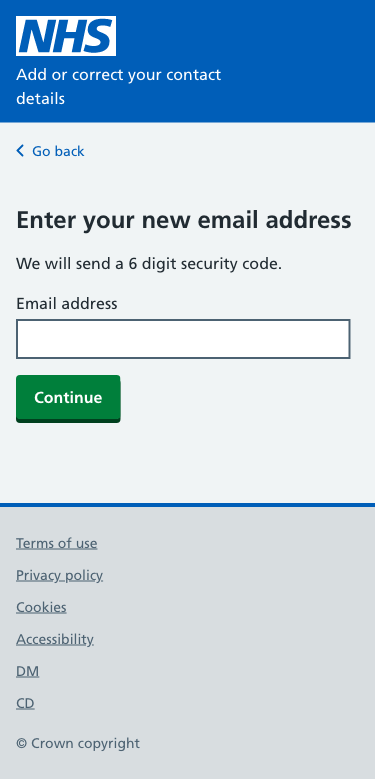 NHS
Add or correct your contact
details
Go back
Enter your new email address
We will send a 6 digit security code.
Email address
Continue
Terms of use
Privacy policy
Cookies
Accessibility
DM
CD
© Crown copyright